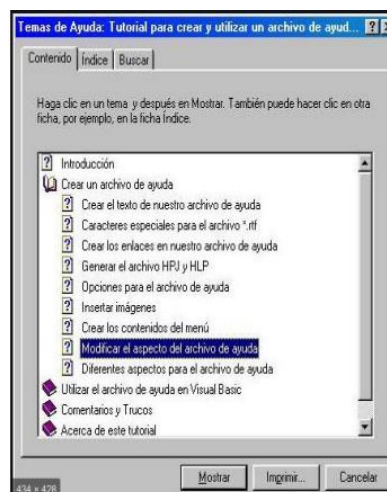 Temas de Ayuda: Tutorial para crear y utilizar un archivo de ayud...
Contenido Índice Buscar
Haga clic en un tema y después en Mostrar. También puede hacer clic en otra
ficha, por ejemplo, en la ficha Índice.
Introducción
Crear un archivo de ayuda
Crear el texto de nuestro archivo de ayuda
Caracteres especiales para el archivo *.rtf
Crear los enlaces en nuestro archivo de ayuda
Generar el archivo HPJ y HLP
Opciones para el archivo de ayuda
Insertar imágenes
Crear los contenidos del menú
Modificar el aspecto del archivo de ayuda
Diferentes aspectos para el archivo de ayuda
Utilizar el archivo de ayuda en Visual Basic
Comentarios y Trucos
Acerca de este tutorial
Mostrar Imprimir... Cancelar
434 × 428